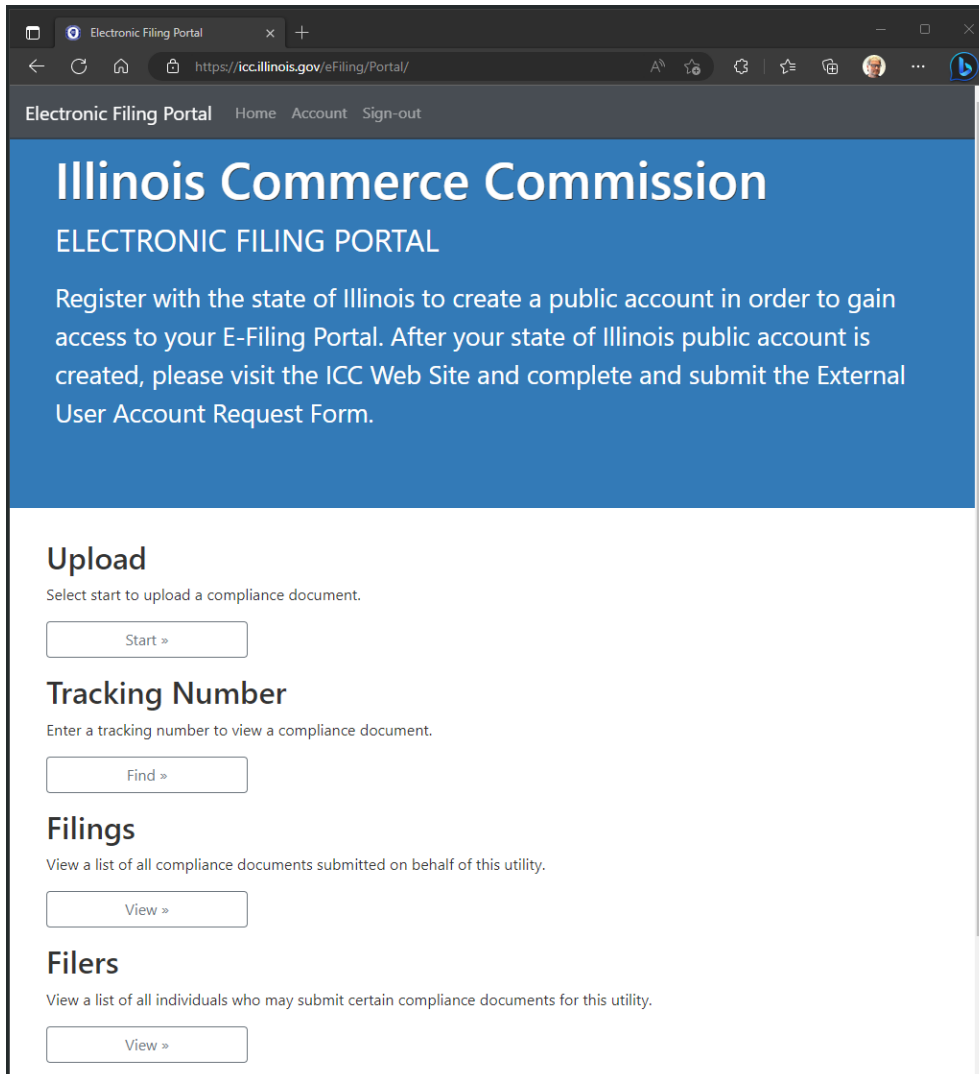 Electronic Filing Portal
https://icc.illinois.gov/eFiling/Portal/
Electronic Filing Portal Home Account Sign-out
Illinois Commerce Commission
ELECTRONIC FILING PORTAL
Register with the state of Illinois to create a public account in order to gain
access to your E-Filing Portal. After your state of Illinois public account is
created, please visit the ICC Web Site and complete and submit the External
User Account Request Form.
Upload
Select start to upload a compliance document.
Start »
Tracking Number
Enter a tracking number to view a compliance document.
Find »
Filings
View a list of all compliance documents submitted on behalf of this utility.
View »
Filers
View a list of all individuals who may submit certain compliance documents for this utility.
View »